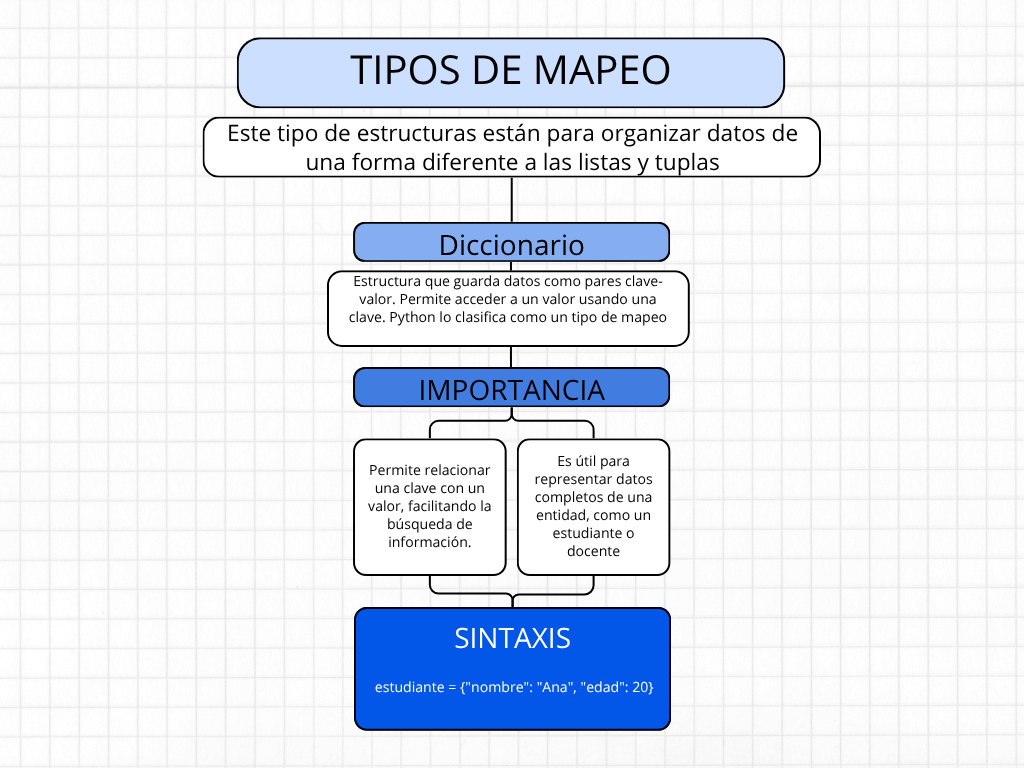 TIPOS DE MAPEO
Este tipo de estructuras están para organizar datos de
una forma diferente a las listas y tuplas
Diccionario
Estructura que guarda datos como pares clave-
valor. Permite acceder a un valor usando una
clave. Python lo clasifica como un tipo de mapeo
IMPORTANCIA
Permite relacionar
una clave con un
valor, facilitando la
búsqueda de
información.
Es útil para
representar datos
completos de una
entidad, como un
estudiante o
docente
SINTAXIS
estudiante = {"nombre": "Ana", "edad": 20}